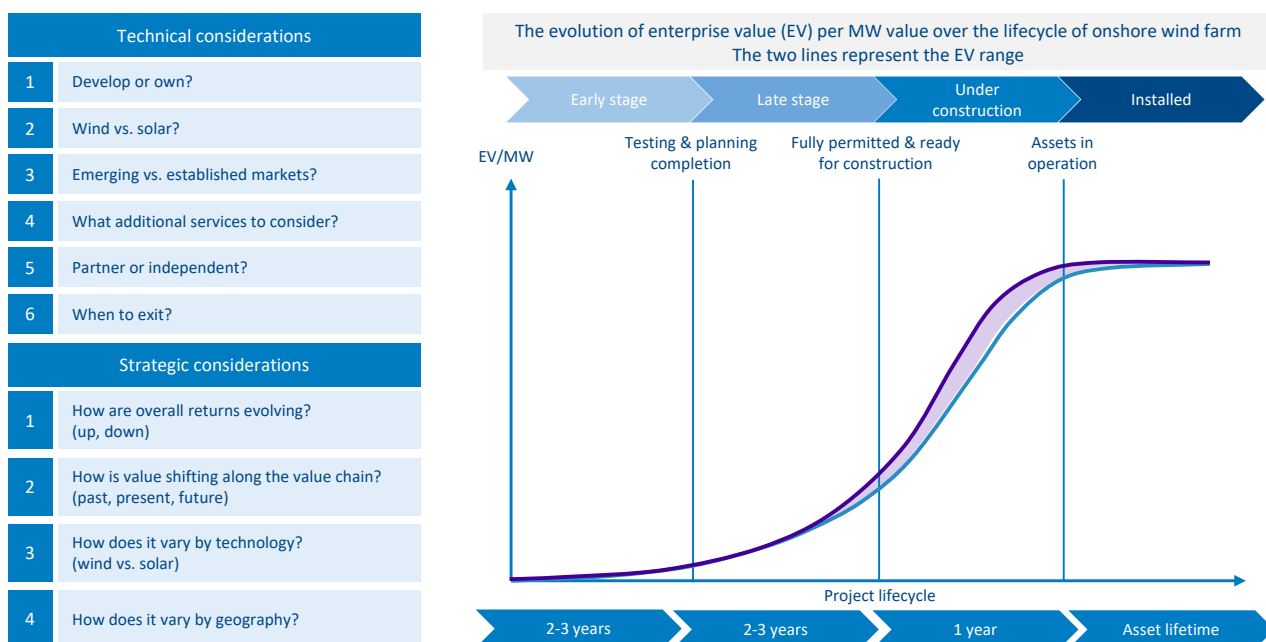 Technical considerations
1
Develop or own?
2
Wind vs. solar?
3
Emerging vs. established markets?
4
What additional services to consider?
5
Partner or independent?
6
When to exit?
Strategic considerations
1
How are overall returns evolving?
(up, down)
2
How is value shifting along the value chain?
(past, present, future)
3
How does it vary by technology?
(wind vs. solar)
4
How does it vary by geography?
The evolution of enterprise value (EV) per MW value over the lifecycle of onshore wind farm
The two lines represent the EV range
Early stage
Late stage
Under
construction
Installed
EV/MW
Testing & planning
completion
Fully permitted & ready
for construction
Assets in
operation
Project lifecycle
2-3 years
2-3 years
1 year
Asset lifetime